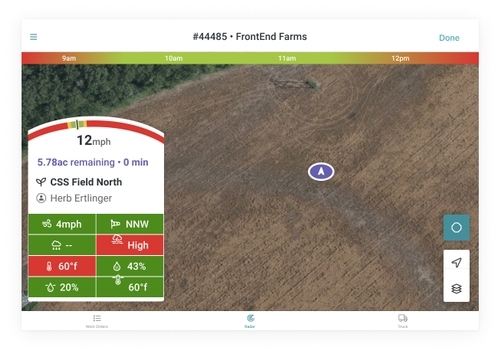 #44485 • FrontEnd Farms
Done
9am 10am 11am 12pm
12mph
5.78ac remaining • 0 min
CSS Field North
Herb Ertlinger
4mph NNW
-- High
60°f 43%
20% 60°f
Work Orders Radar Truck